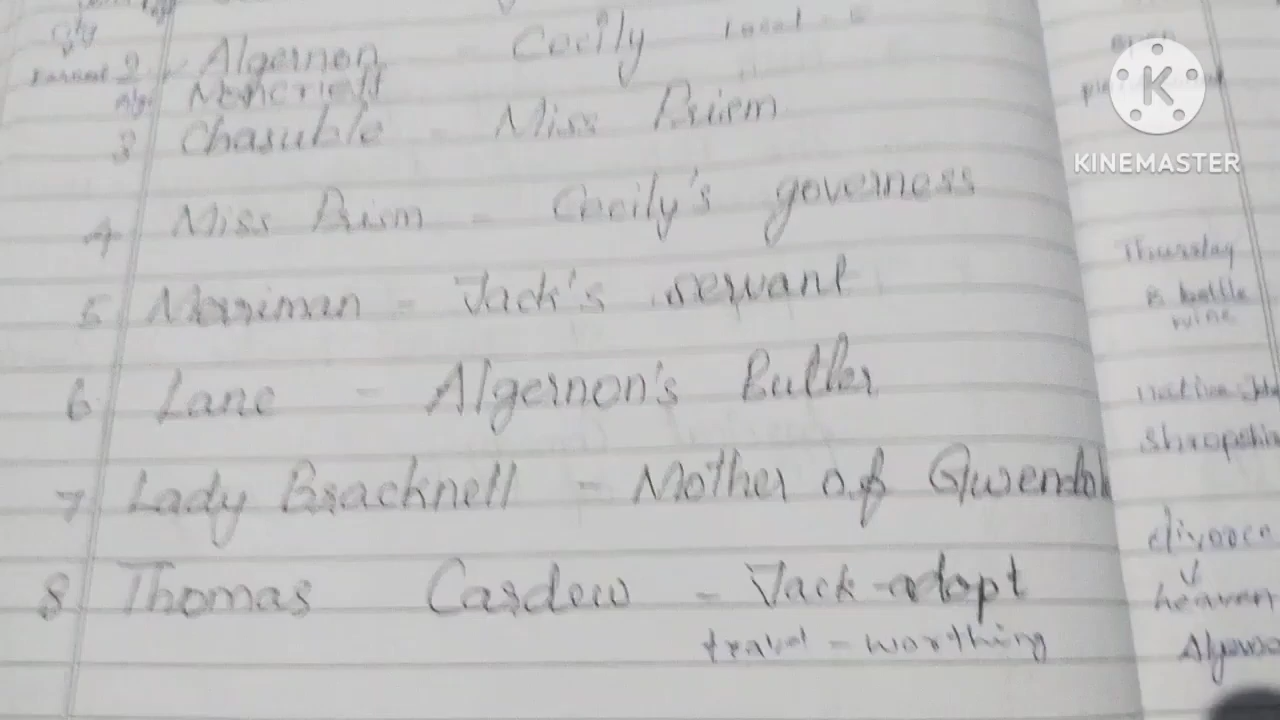 2 Algernon - Cecily
Moncrieff
3 Chasuble - Miss Prism
4 Miss Prism - Cecily's governess
5 Merriman - Jack's servant
6 Lane - Algernon's Butler
7 Lady Bracknell - Mother of Gwendol
8 Thomas Cardew - Jack-adopt
travel - worthing
Thursday
8 bottle
wine
Shropshir
heaven
KINEMASTER